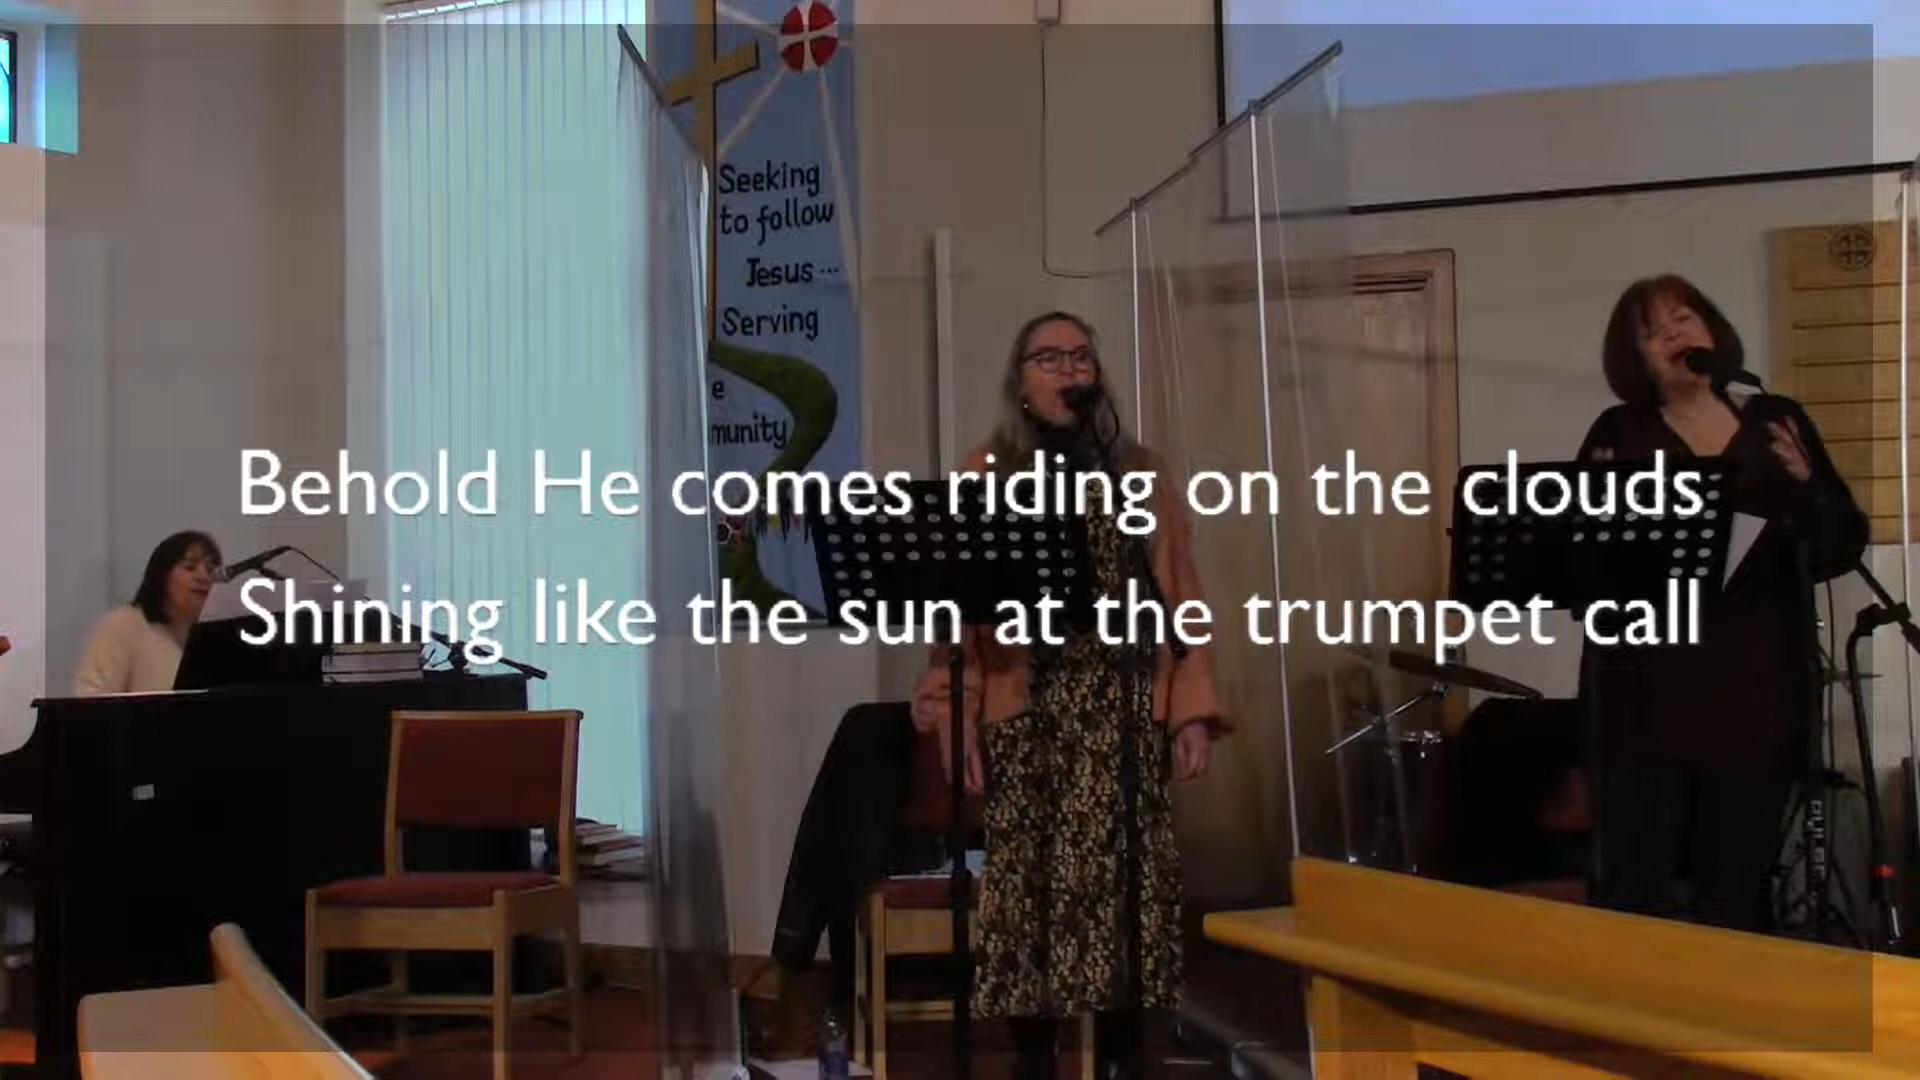 Seeking
to follow
Jesus ...
Serving
e
munity
Behold He comes riding on the clouds
Shining like the sun at the trumpet call